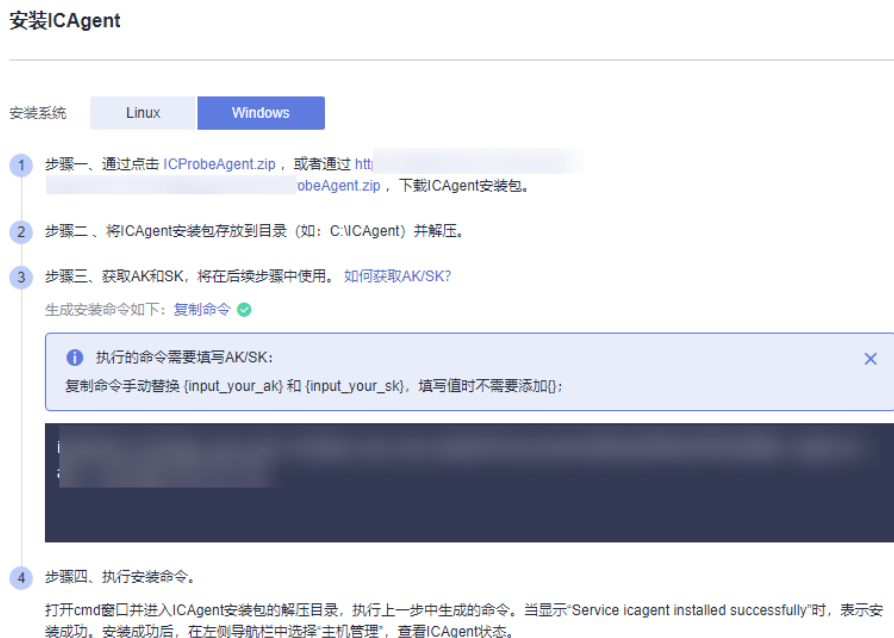 安装ICAgent
安装系统 Linux Windows
1 步骤一、通过点击 ICProbeAgent.zip ，或者通过 htt
obeAgent.zip ，下载ICAgent安装包。
2 步骤二 、将ICAgent安装包存放到目录（如：C:\ICAgent）并解压。
3 步骤三、获取AK和SK，将在后续步骤中使用。 如何获取AK/SK?
生成安装命令如下：复制命令
执行的命令需要填写AK/SK：
复制命令手动替换 {input_your_ak} 和 {input_your_sk}，填写值时不需要添加{};
4 步骤四、执行安装命令。
打开cmd窗口并进入ICAgent安装包的解压目录，执行上一步中生成的命令。当显示“Service icagent installed successfully”时，表示安
装成功。安装成功后，在左侧导航栏中选择“主机管理”，查看ICAgent状态。